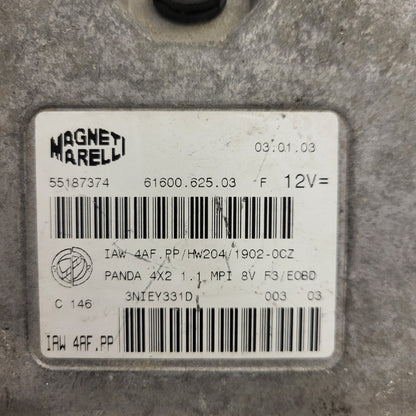 MAGNETI
MARELLI
03.01.03
55187374 61600.625.03 F 12V=
IAW 4AF.PP/HW204/1902-0CZ
PANDA 4X2 1.1 MPI 8V F3/EOBD
C 146 3NIEY331D 003 03
IAW 4AF.PP